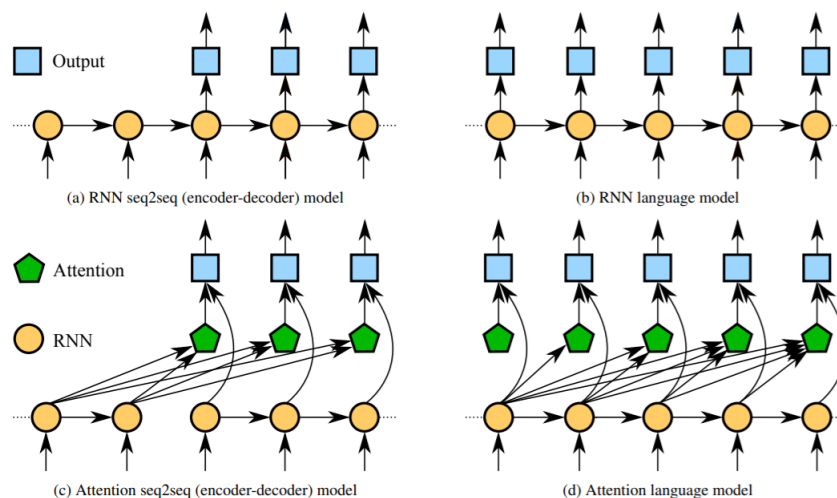 Output
(a) RNN seq2seq (encoder-decoder) model
(b) RNN language model
Attention
RNN
(c) Attention seq2seq (encoder-decoder) model
(d) Attention language model